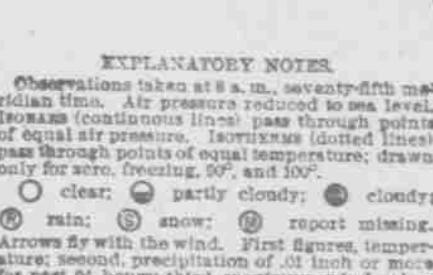 EXPLANATORY NOTES.
Observations taken at 8 a. m., seventy-fifth me-
ridian time. Air pressure reduced to sea level.
ISOBARS (continuous lines) pass through points
of equal air pressure. ISOTHERMS (dotted lines)
pass through points of equal temperature; drawn
only for zero, freezing, 90°, and 100°.
clear; partly cloudy; cloudy;
R rain; S snow; M report missing.
Arrows fly with the wind. First figures, temper-
ature; second, precipitation of .01 inch or more